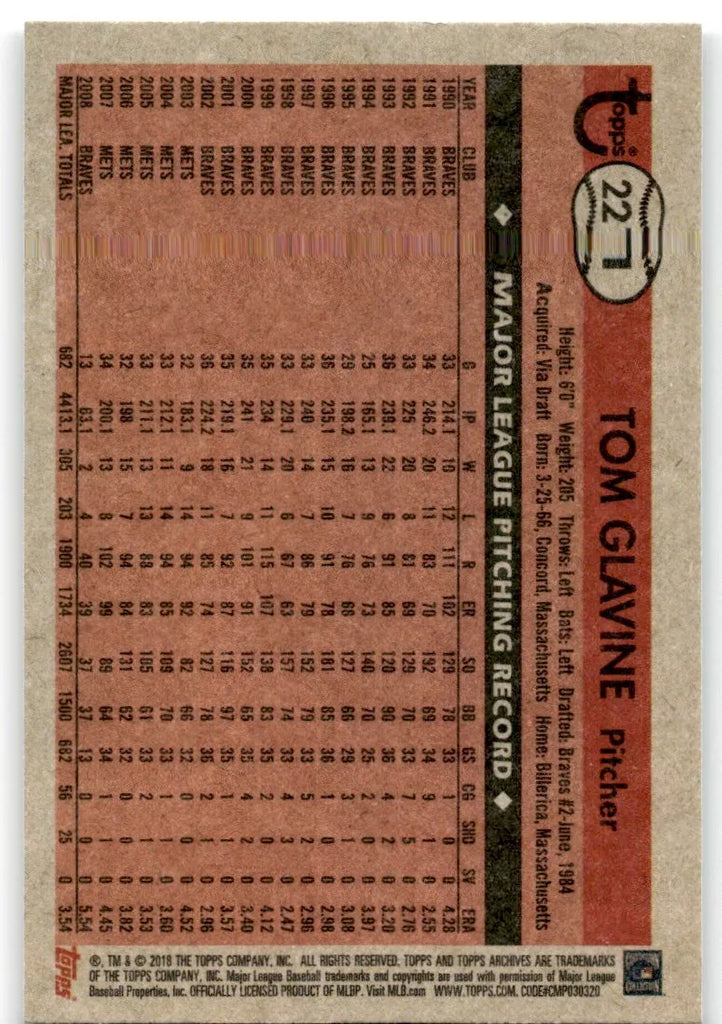 Topps®
227
TOM GLAVINE Pitcher
Height: 6'0" Weight: 205 Throws: Left Bats: Left Drafted: Braves #2-June, 1984
Acquired: Via Draft Born: 3-25-66, Concord, Massachusetts Home: Billerica, Massachusetts
MAJOR LEAGUE PITCHING RECORD
YEAR CLUB G IP W L R ER SO BB GS CG SHO SV ERA
1990 BRAVES 33 214.1 10 12 111 102 129 78 33 1 0 0 4.28
1991 BRAVES 34 246.2 20 11 83 70 192 69 34 9 1 0 2.55
1992 BRAVES 33 225 20 8 81 69 129 70 33 7 5 0 2.76
1993 BRAVES 36 239.1 22 6 91 85 120 90 36 4 2 0 3.20
1994 BRAVES 25 165.1 13 9 76 73 140 70 25 2 0 0 3.97
1995 BRAVES 29 198.2 16 7 76 68 127 66 29 3 1 0 3.08
1996 BRAVES 36 235.1 15 10 91 78 181 85 36 1 0 0 2.98
1997 BRAVES 33 240 14 7 86 79 152 79 33 5 2 0 2.96
1998 BRAVES 33 229.1 20 6 67 63 157 74 33 4 3 0 2.47
1999 BRAVES 35 234 14 11 115 107 138 83 35 2 0 0 4.12
2000 BRAVES 35 241 21 9 101 91 152 65 35 4 2 0 3.40
2001 BRAVES 35 219.1 16 7 92 87 116 97 35 1 1 0 3.57
2002 BRAVES 36 224.2 18 11 85 74 127 78 36 2 1 0 2.96
2003 METS 32 183.1 9 14 94 92 82 66 32 0 0 0 4.52
2004 METS 33 212.1 11 14 94 85 109 70 33 1 1 0 3.60
2005 METS 33 211.1 13 13 88 83 105 61 33 2 1 0 3.53
2006 METS 32 198 15 7 94 84 131 62 32 0 0 0 3.82
2007 METS 34 200.1 13 8 102 99 89 64 34 1 1 0 4.45
2008 BRAVES 13 63.1 2 4 40 39 37 37 13 0 0 0 5.54
MAJOR LEA. TOTALS 682 4413.1 305 203 1900 1734 2607 1500 682 56 25 0 3.54
®, TM & © 2018 THE TOPPS COMPANY, INC. ALL RIGHTS RESERVED. TOPPS AND TOPPS ARCHIVES ARE TRADEMARKS
OF THE TOPPS COMPANY, INC. Major League Baseball trademarks and copyrights are used with permission of Major League
Baseball Properties, Inc. OFFICIALLY LICENSED PRODUCT OF MLBP. Visit MLB.com WWW.TOPPS.COM. CODE#CMP030320
Topps